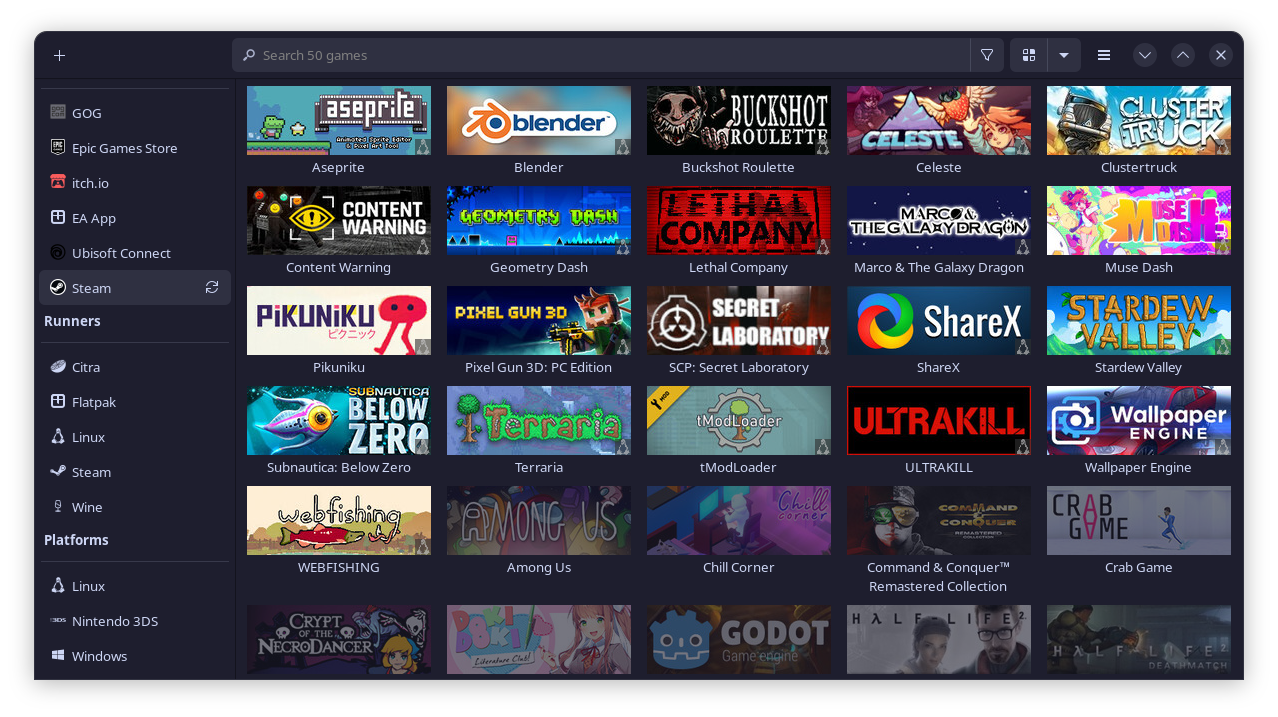 Search 50 games
GOG
Epic Games Store
itch.io
EA App
Ubisoft Connect
Steam
Runners
Citra
Flatpak
Linux
Steam
Wine
Platforms
Linux
3DS
Nintendo 3DS
Windows
aseprite
Animated Sprite Editor
& Pixel Art Tool
Aseprite
blender
Blender
BUCKSHOT
ROULETTE
Buckshot Roulette
CELESTE
Celeste
CLUSTER
TRUCK
Clustertruck
CONTENT
WARNING
Content Warning
GEOMETRY DASH
Geometry Dash
LETHAL
COMPANY
Lethal Company
MARCO &
THE GALAXY DRAGON
Marco & The Galaxy Dragon
MUSE
DASH
Muse Dash
PiKUNiKU
ピクニック
Pikuniku
PIXEL GUN 3D
Pixel Gun 3D: PC Edition
SECRET
LABORATORY
SCP: Secret Laboratory
ShareX
ShareX
STARDEW
VALLEY
Stardew Valley
SUBNAUTICA
BELOW
ZERO
Subnautica: Below Zero
Terraria
Terraria
MOD
tModLoader
tModLoader
ULTRAKILL
ULTRAKILL
Wallpaper
ENGINE
Wallpaper Engine
webfishing
WEBFISHING
AMONG US
Among Us
Chill
corner
Chill Corner
COMMAND
& CONQUER
REMASTERED
COLLECTION
Command & Conquer™
Remastered Collection
CRAB
GAME
Crab Game
CRYPT
OF THE
NECRODANCER
DOKI
DOKI
Literature Club!
GODOT
Game engine
HλLF-LIFE 2
HλLF-LIFE 2
DEATHMATCH